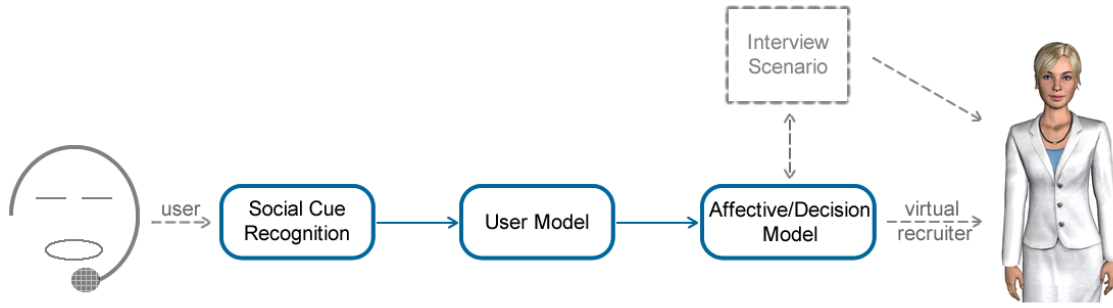 Interview
Scenario
user
Social Cue
Recognition
User Model
Affective/Decision
Model
virtual
recruiter